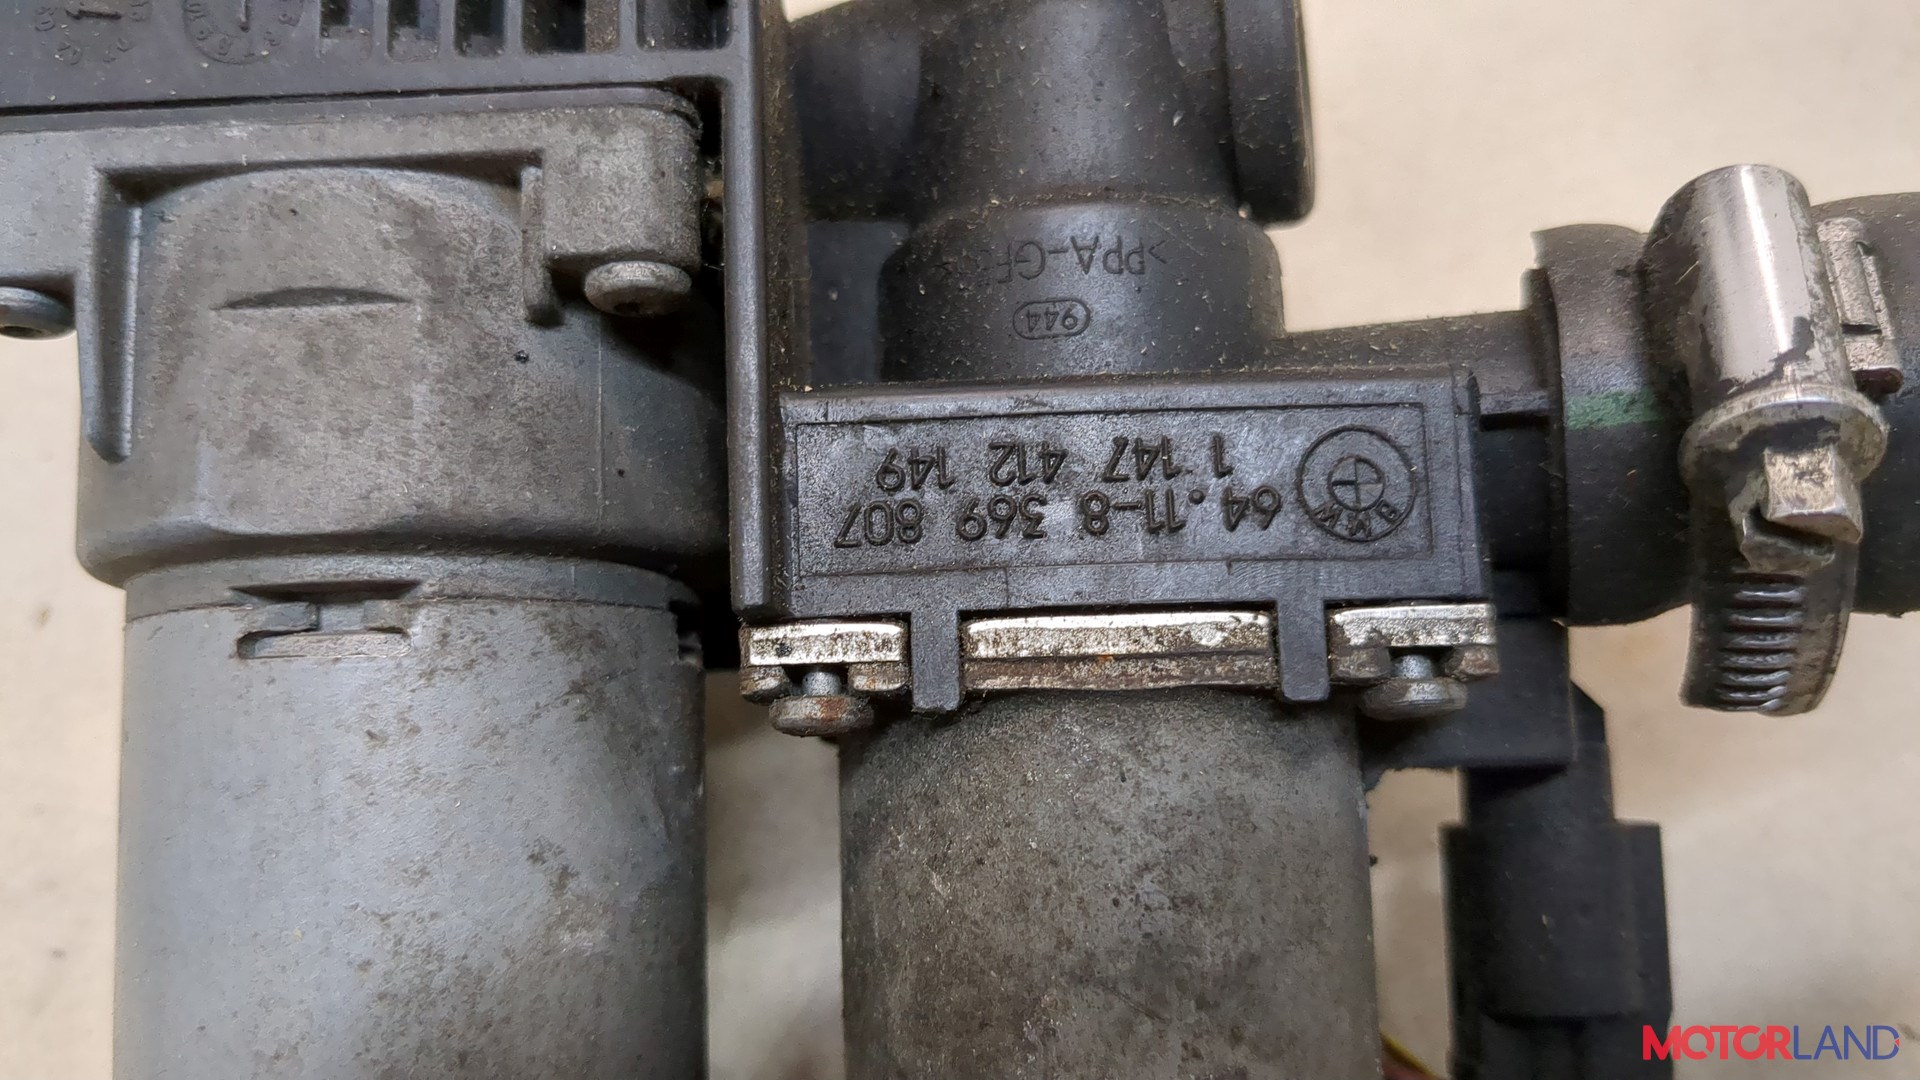 64.11-8 369 807
1 147 412 149
BMW
944
>PPA-GF
MOTORLAND